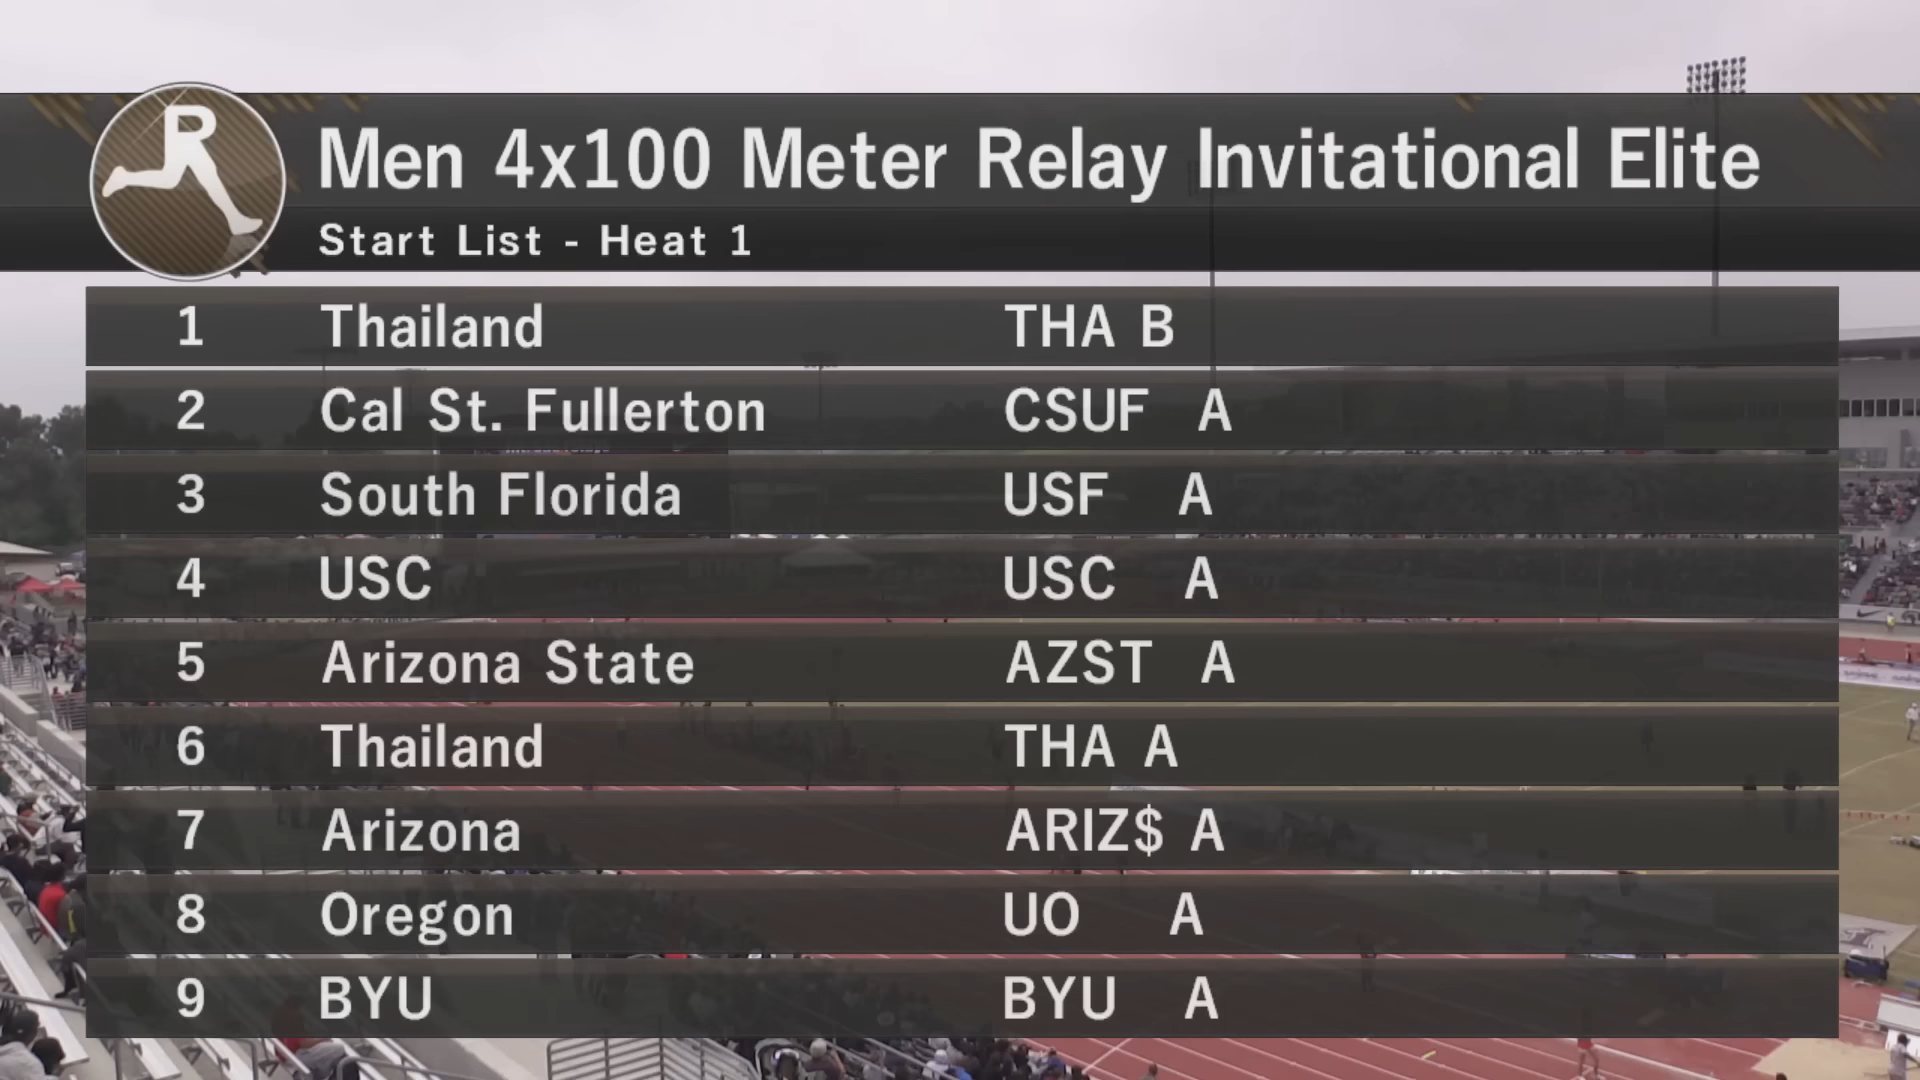 R
Men 4x100 Meter Relay Invitational Elite
Start List - Heat 1
1 Thailand THA B
2 Cal St. Fullerton CSUF A
3 South Florida USF A
4 USC USC A
5 Arizona State AZST A
6 Thailand THA A
7 Arizona ARIZ$ A
8 Oregon UO A
9 BYU BYU A